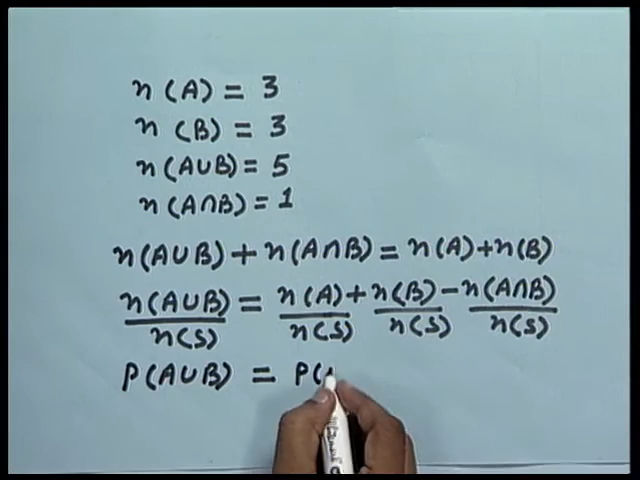 n(A) = 3
n(B) = 3
n(A∪B) = 5
n(A∩B) = 1
n(A∪B) + n(A∩B) = n(A) + n(B)
n(A∪B)/n(S) = n(A)/n(S) + n(B)/n(S) - n(A∩B)/n(S)
P(A∪B) = P(